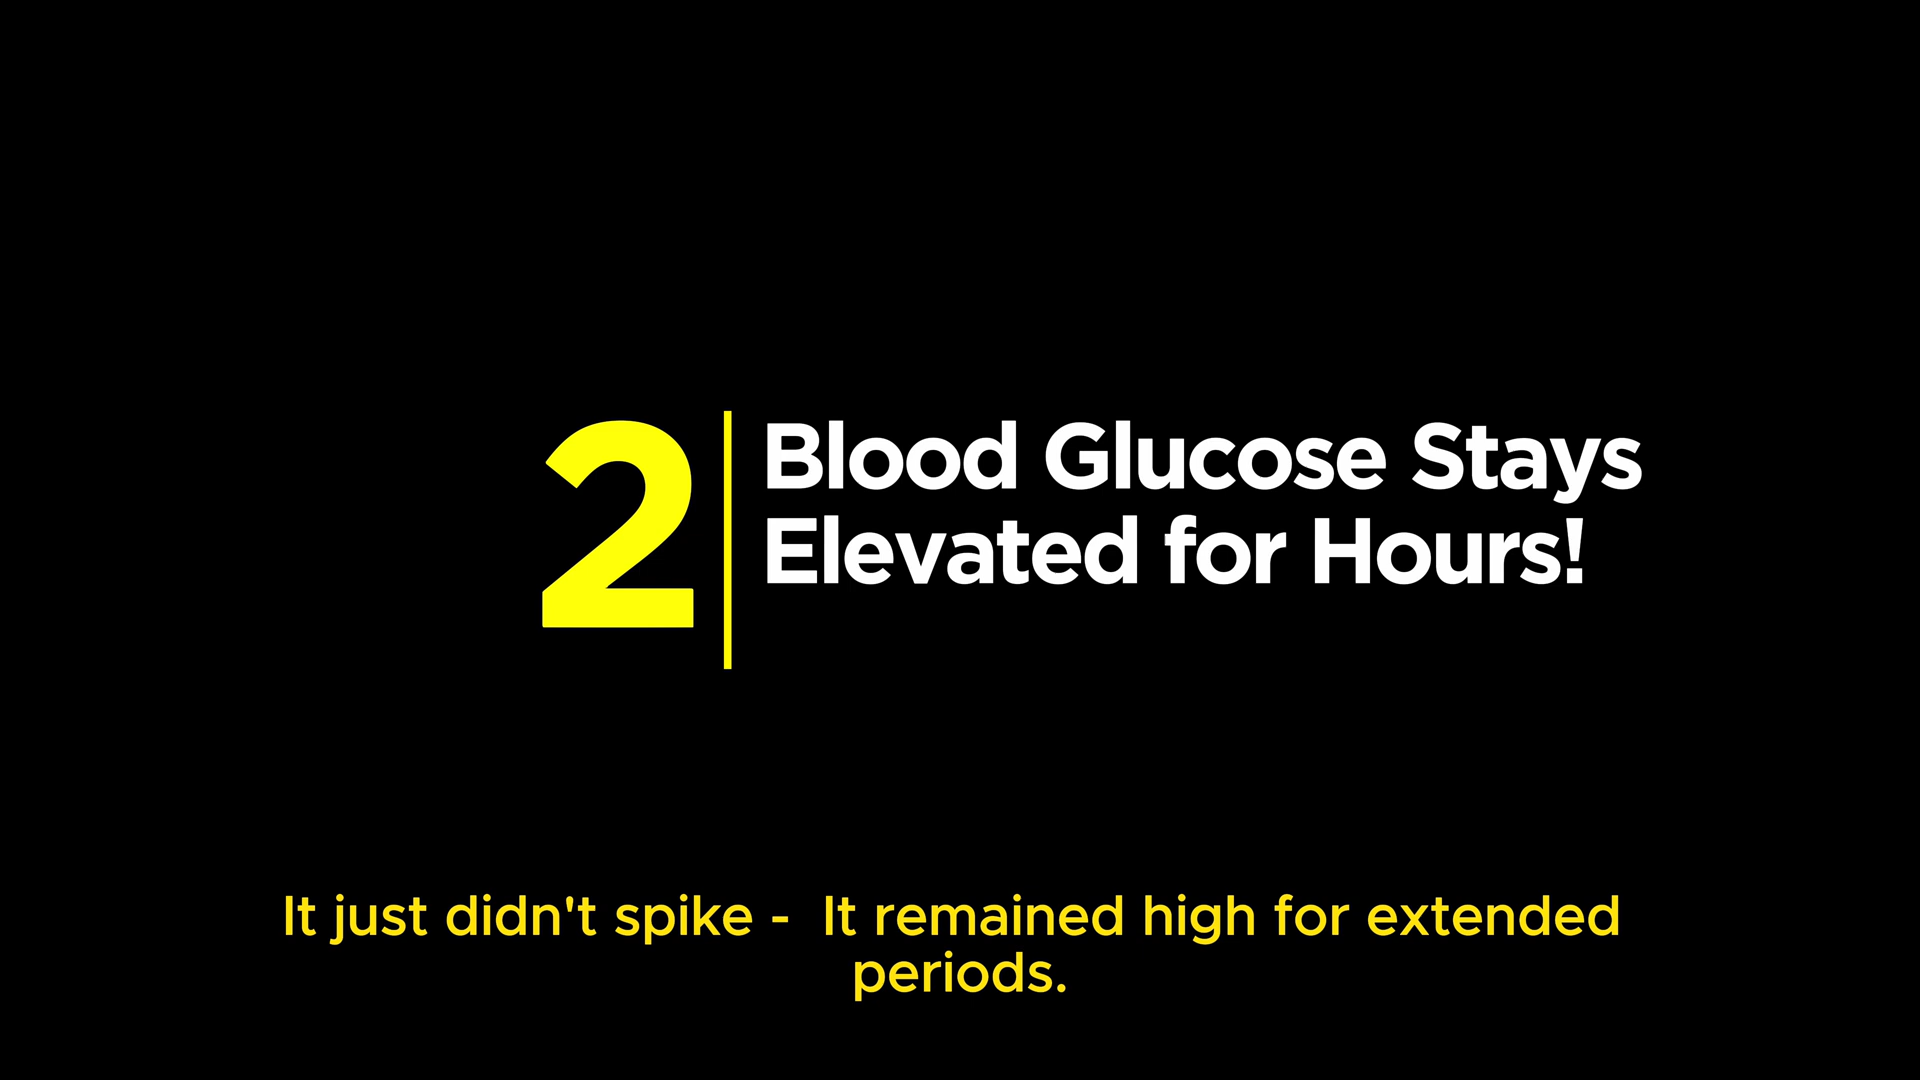 2
Blood Glucose Stays
Elevated for Hours!
It just didn't spike -  It remained high for extended
periods.